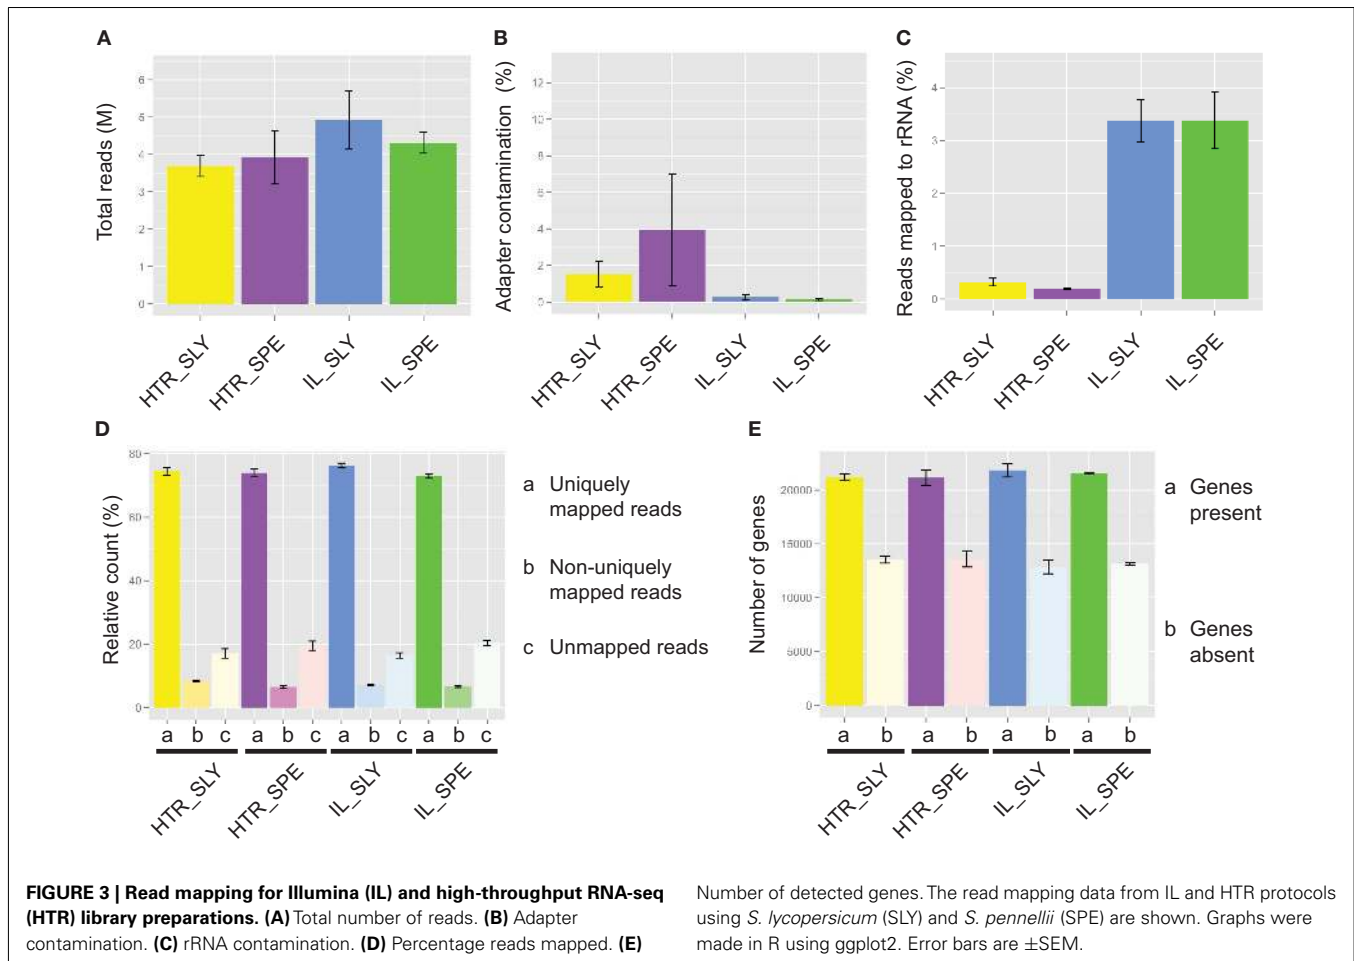 A
Total reads (M)
6
5
4
3
2
1
0
HTR_SLY
HTR_SPE
IL_SLY
IL_SPE
B
Adapter contamination (%)
12
10
8
6
4
2
0
HTR_SLY
HTR_SPE
IL_SLY
IL_SPE
C
Reads mapped to rRNA (%)
4
3
2
1
0
HTR_SLY
HTR_SPE
IL_SLY
IL_SPE
D
Relative count (%)
80
60
40
20
0
a b c a b c a b c a b c
HTR_SLY
HTR_SPE
IL_SLY
IL_SPE
a Uniquely
mapped reads
b Non-uniquely
mapped reads
c Unmapped reads
E
Number of genes
20000
15000
10000
5000
0
a b a b a b a b
HTR_SLY
HTR_SPE
IL_SLY
IL_SPE
a Genes
present
b Genes
absent
FIGURE 3 | Read mapping for Illumina (IL) and high-throughput RNA-seq
(HTR) library preparations. (A) Total number of reads. (B) Adapter
contamination. (C) rRNA contamination. (D) Percentage reads mapped. (E)
Number of detected genes. The read mapping data from IL and HTR protocols
using S. lycopersicum (SLY) and S. pennellii (SPE) are shown. Graphs were
made in R using ggplot2. Error bars are ±SEM.